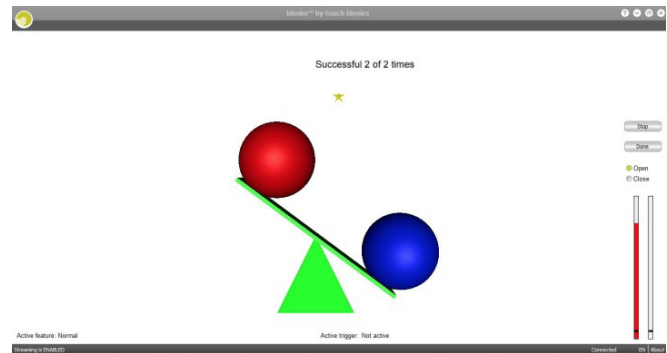 biosim™ by touch bionics
Successful 2 of 2 times
Stop
Done
Open
Close
Active feature: Normal
Active trigger: Not active
Streaming is ENABLED
Connected
EN
About